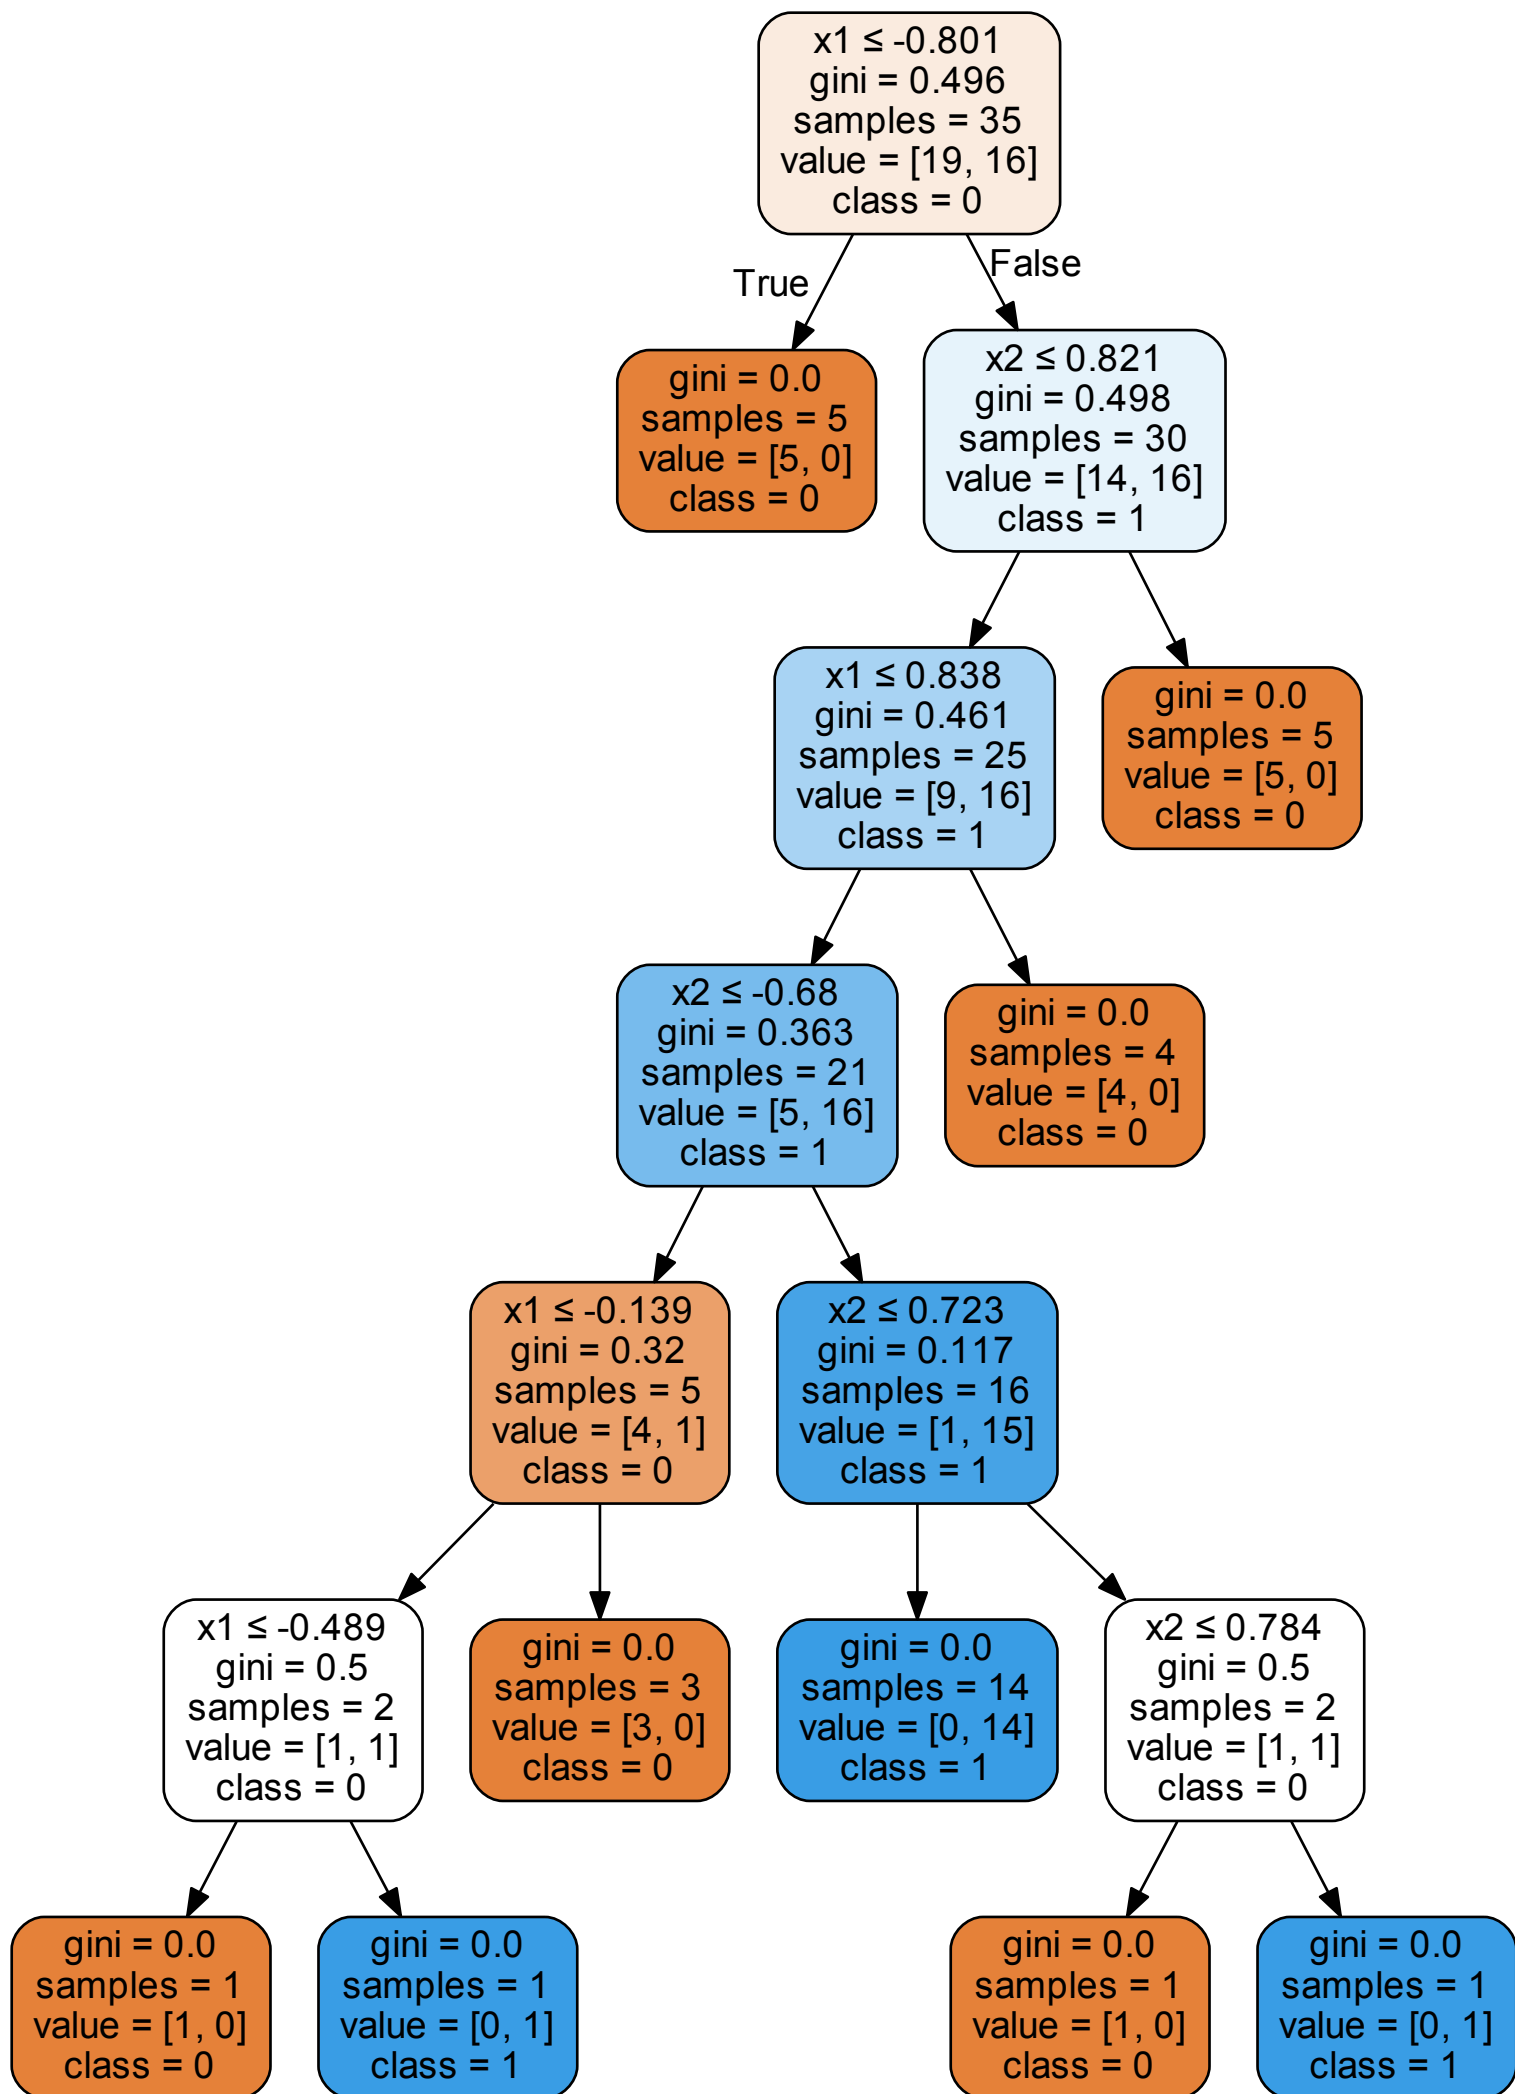 x1 ≤ -0.801
gini = 0.496
samples = 35
value = [19, 16]
class = 0
True
False
gini = 0.0
samples = 5
value = [5, 0]
class = 0
x2 ≤ 0.821
gini = 0.498
samples = 30
value = [14, 16]
class = 1
x1 ≤ 0.838
gini = 0.461
samples = 25
value = [9, 16]
class = 1
gini = 0.0
samples = 5
value = [5, 0]
class = 0
x2 ≤ -0.68
gini = 0.363
samples = 21
value = [5, 16]
class = 1
gini = 0.0
samples = 4
value = [4, 0]
class = 0
x1 ≤ -0.139
gini = 0.32
samples = 5
value = [4, 1]
class = 0
x2 ≤ 0.723
gini = 0.117
samples = 16
value = [1, 15]
class = 1
x1 ≤ -0.489
gini = 0.5
samples = 2
value = [1, 1]
class = 0
gini = 0.0
samples = 3
value = [3, 0]
class = 0
gini = 0.0
samples = 14
value = [0, 14]
class = 1
x2 ≤ 0.784
gini = 0.5
samples = 2
value = [1, 1]
class = 0
gini = 0.0
samples = 1
value = [1, 0]
class = 0
gini = 0.0
samples = 1
value = [0, 1]
class = 1
gini = 0.0
samples = 1
value = [1, 0]
class = 0
gini = 0.0
samples = 1
value = [0, 1]
class = 1